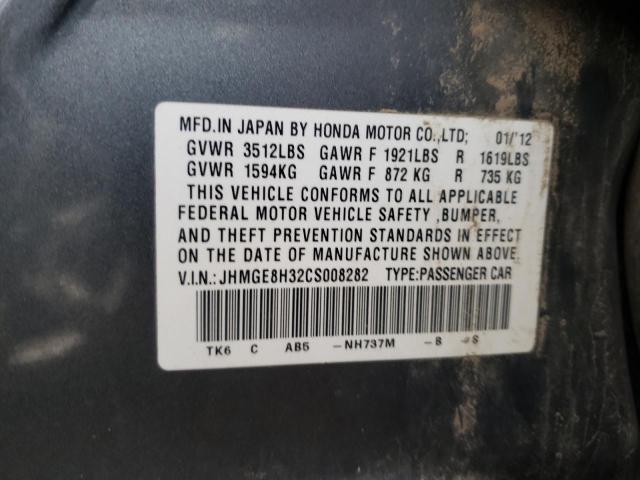 MFD.IN JAPAN BY HONDA MOTOR CO.,LTD; 01/'12
GVWR 3512LBS GAWR F 1921LBS R 1619LBS
GVWR 1594KG GAWR F 872 KG R 735 KG
THIS VEHICLE CONFORMS TO ALL APPLICABLE
FEDERAL MOTOR VEHICLE SAFETY ,BUMPER,
AND THEFT PREVENTION STANDARDS IN EFFECT
ON THE DATE OF MANUFACTURE SHOWN ABOVE.
V.I.N.: JHMGE8H32CS008282 TYPE:PASSENGER CAR
TK6 C AB5 -NH737M -B -S